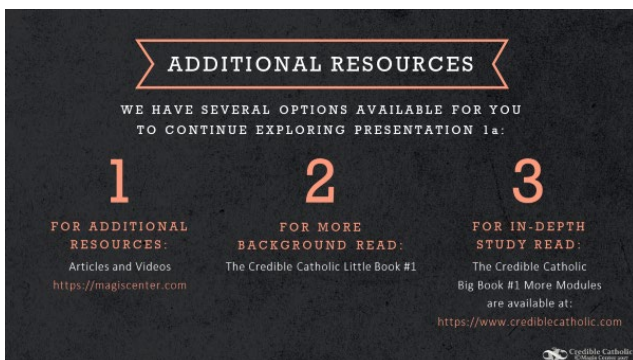 ADDITIONAL RESOURCES
WE HAVE SEVERAL OPTIONS AVAILABLE FOR YOU
TO CONTINUE EXPLORING PRESENTATION 1a:
1
FOR ADDITIONAL
RESOURCES:
Articles and Videos
https://magiscenter.com
2
FOR MORE
BACKGROUND READ:
The Credible Catholic Little Book #1
3
FOR IN-DEPTH
STUDY READ:
The Credible Catholic
Big Book #1 More Modules
are available at:
https://www.crediblecatholic.com
Credible Catholic
©Magis Center 2017